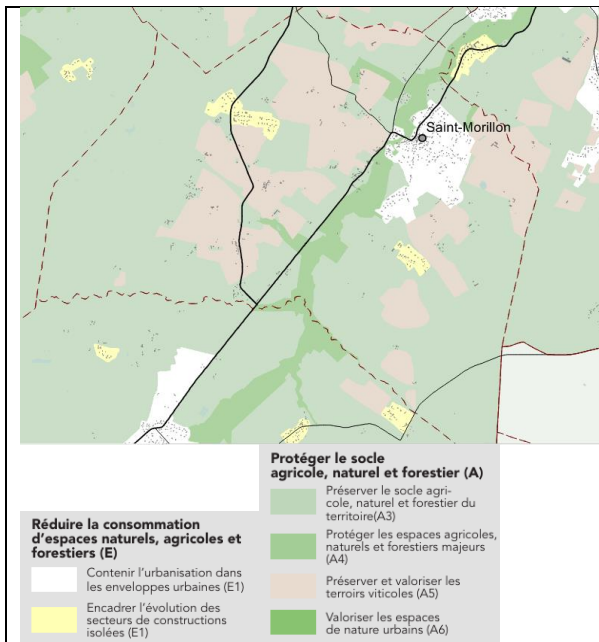 Saint-Morillon
Protéger le socle
agricole, naturel et forestier (A)
Préserver le socle agri-
cole, naturel et forestier du
territoire(A3)
Protéger les espaces agricoles,
naturels et forestiers majeurs
(A4)
Préserver et valoriser les
terroirs viticoles (A5)
Valoriser les espaces
de nature urbains (A6)
Réduire la consommation
d'espaces naturels, agricoles et
forestiers (E)
Contenir l'urbanisation dans
les enveloppes urbaines (E1)
Encadrer l'évolution des
secteurs de constructions
isolées (E1)